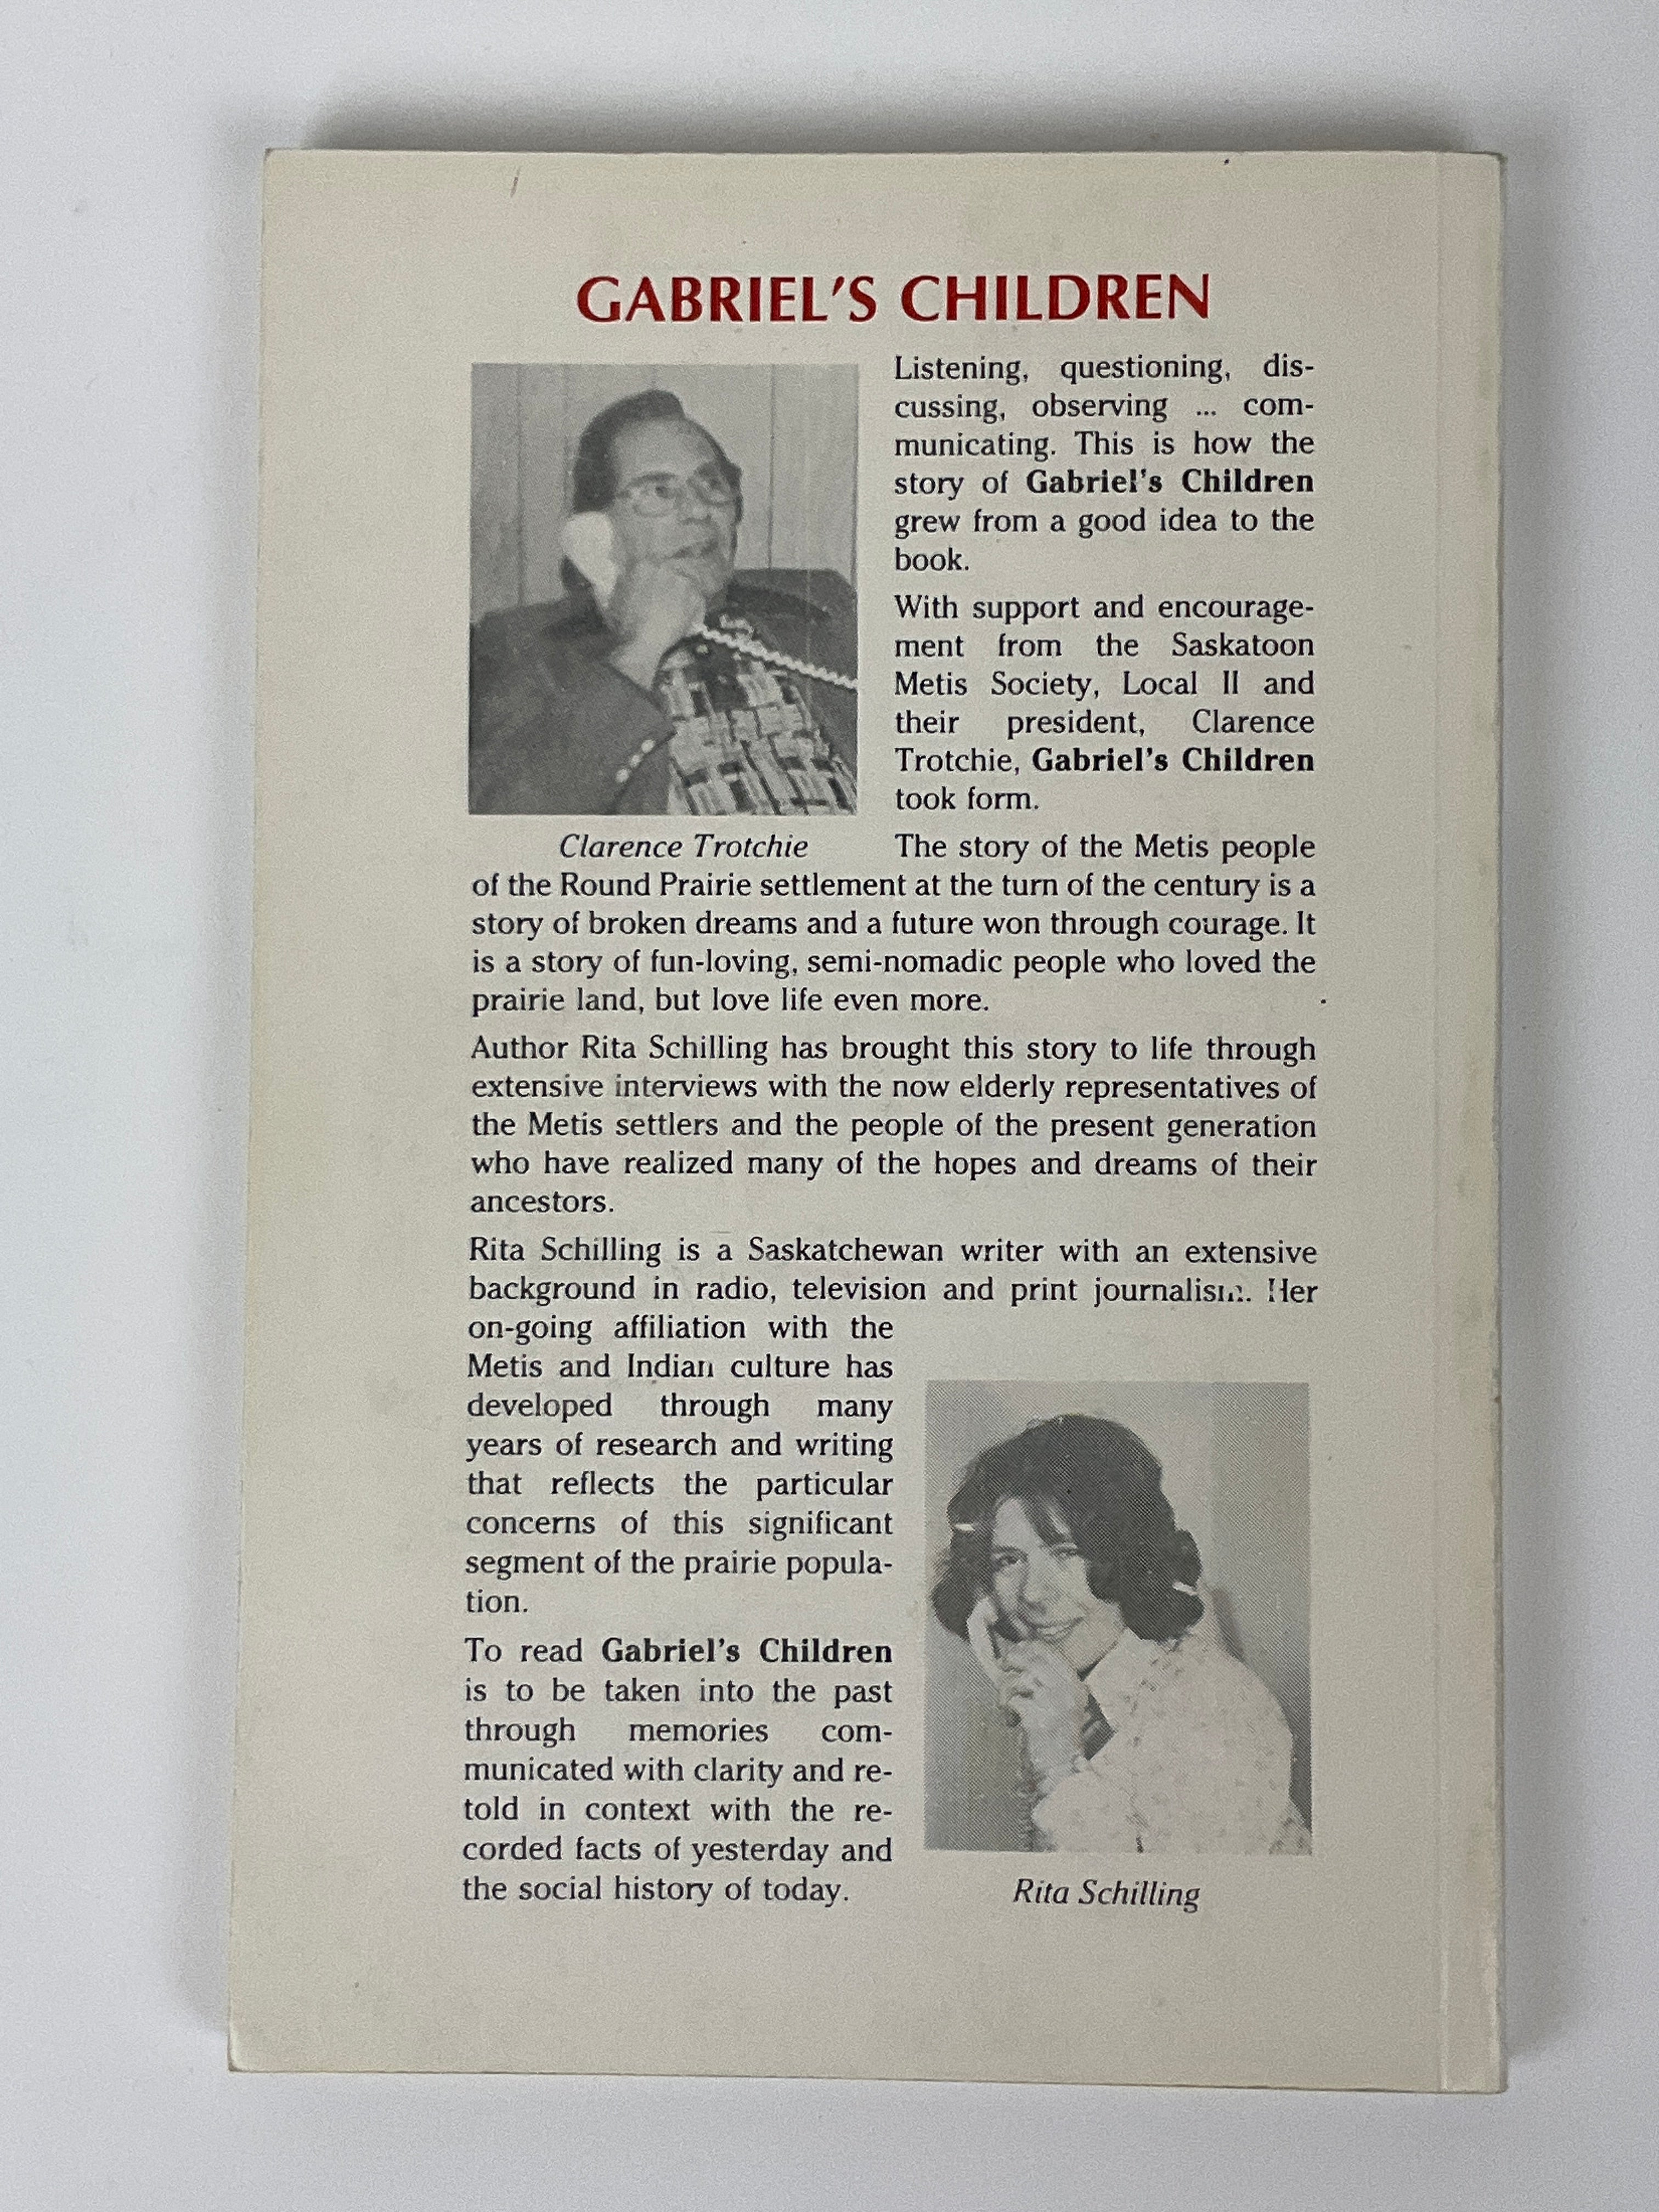 GABRIEL'S CHILDREN
Listening, questioning, dis-
cussing, observing ... com-
municating. This is how the
story of Gabriel's Children
grew from a good idea to the
book.
With support and encourage-
ment from the Saskatoon
Metis Society, Local II and
their president, Clarence
Trotchie, Gabriel's Children
took form.
Clarence Trotchie
The story of the Metis people
of the Round Prairie settlement at the turn of the century is a
story of broken dreams and a future won through courage. It
is a story of fun-loving, semi-nomadic people who loved the
prairie land, but love life even more.
Author Rita Schilling has brought this story to life through
extensive interviews with the now elderly representatives of
the Metis settlers and the people of the present generation
who have realized many of the hopes and dreams of their
ancestors.
Rita Schilling is a Saskatchewan writer with an extensive
background in radio, television and print journalism. Her
on-going affiliation with the
Metis and Indian culture has
developed through many
years of research and writing
that reflects the particular
concerns of this significant
segment of the prairie popula-
tion.
To read Gabriel's Children
is to be taken into the past
through memories com-
municated with clarity and re-
told in context with the re-
corded facts of yesterday and
the social history of today.
Rita Schilling